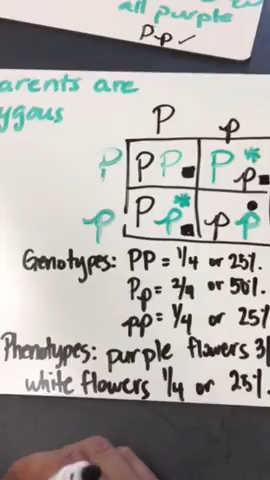 all purple
Pp ✓
arents are
ygous
P p
P PP Pp
p Pp pp
Genotypes: PP = 1/4 or 25%.
Pp = 2/4 or 50%.
pp = 1/4 or 25%
Phenotypes: purple flowers 3/
white flowers 1/4 or 25%.